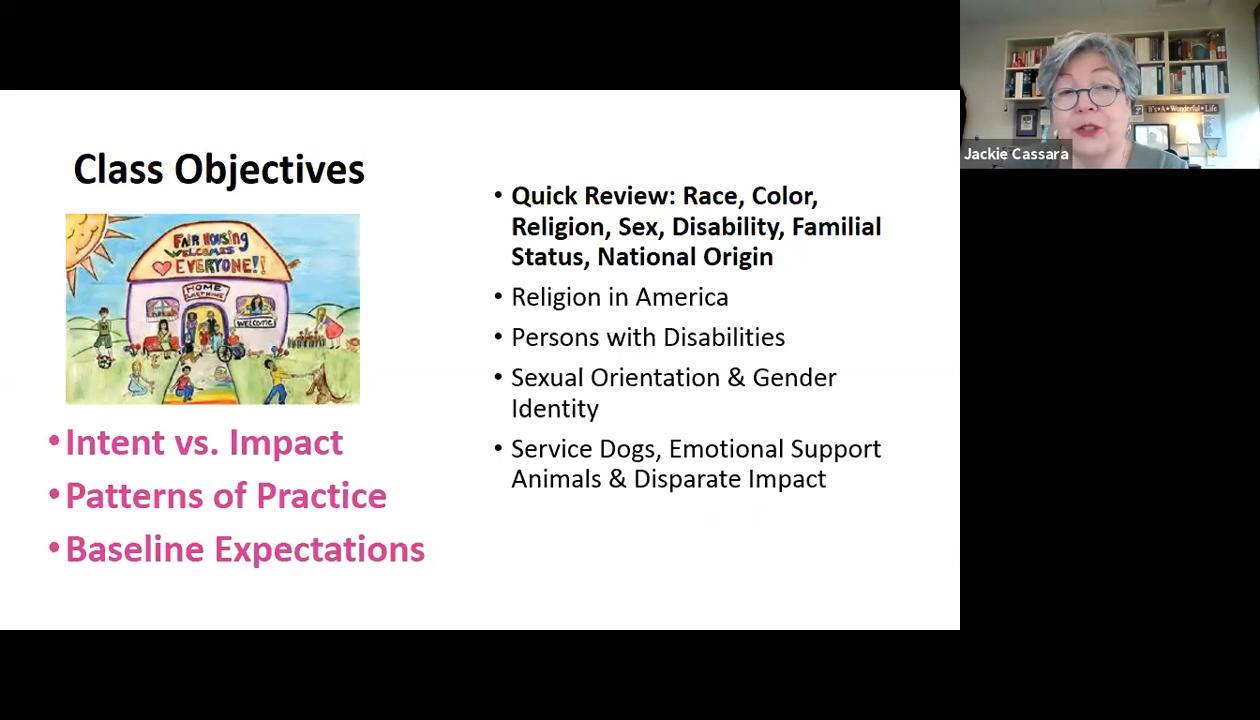 Class Objectives
FAIR HOUSING
WELCOMES
EVERYONE!!
HOME
WELCOME
•Intent vs. Impact
•Patterns of Practice
•Baseline Expectations
• Quick Review: Race, Color,
Religion, Sex, Disability, Familial
Status, National Origin
• Religion in America
• Persons with Disabilities
• Sexual Orientation & Gender
Identity
• Service Dogs, Emotional Support
Animals & Disparate Impact
It's A Wonderful Life
Jackie Cassara